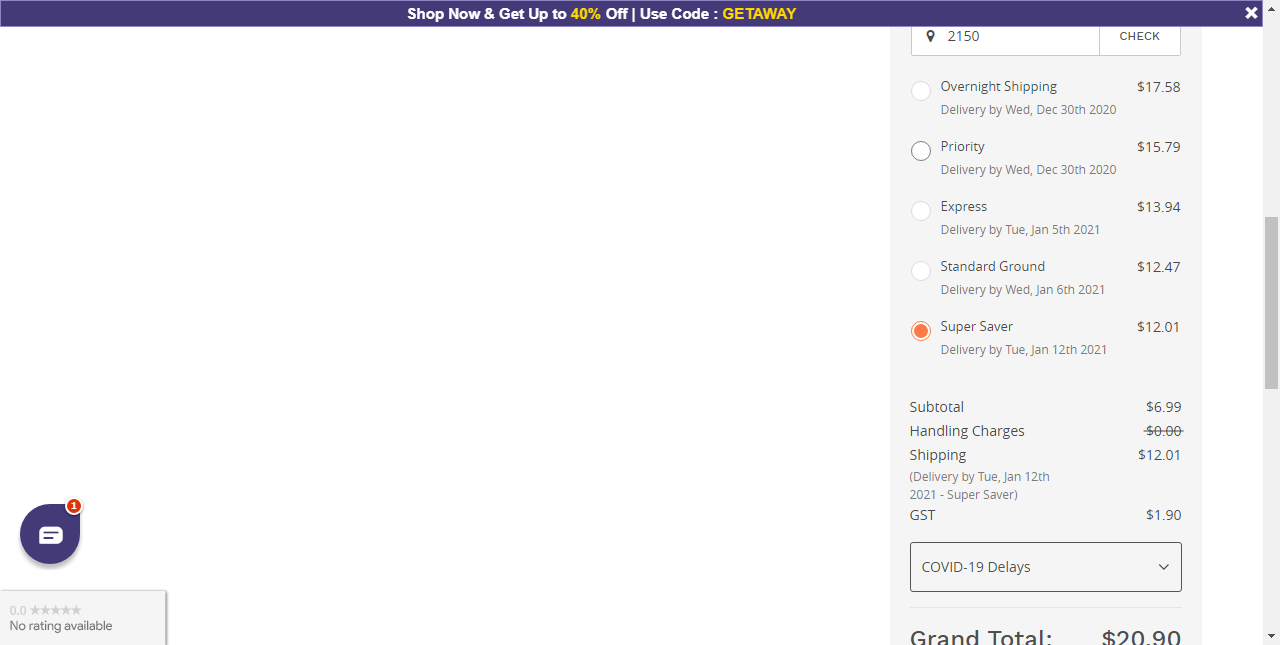 Shop Now & Get Up to 40% Off | Use Code : GETAWAY
2150 CHECK
Overnight Shipping $17.58
Delivery by Wed, Dec 30th 2020
Priority $15.79
Delivery by Wed, Dec 30th 2020
Express $13.94
Delivery by Tue, Jan 5th 2021
Standard Ground $12.47
Delivery by Wed, Jan 6th 2021
Super Saver $12.01
Delivery by Tue, Jan 12th 2021
Subtotal $6.99
Handling Charges $0.00
Shipping $12.01
(Delivery by Tue, Jan 12th
2021 - Super Saver)
GST $1.90
COVID-19 Delays
Grand Total: $20.90
1
0.0
No rating available